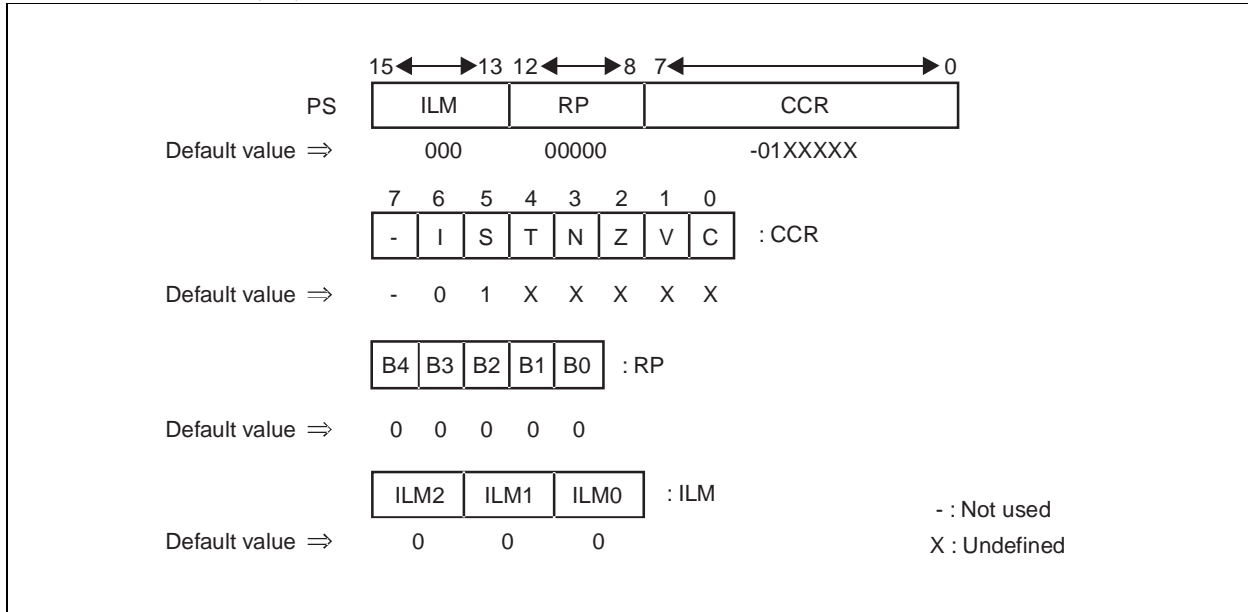 15 13 12 8 7 0
PS ILM RP CCR
Default value ⇒ 000 00000 -01XXXXX
7 6 5 4 3 2 1 0
- I S T N Z V C : CCR
Default value ⇒ - 0 1 X X X X X
B4 B3 B2 B1 B0 : RP
Default value ⇒ 0 0 0 0 0
ILM2 ILM1 ILM0 : ILM
- : Not used
Default value ⇒ 0 0 0
X : Undefined